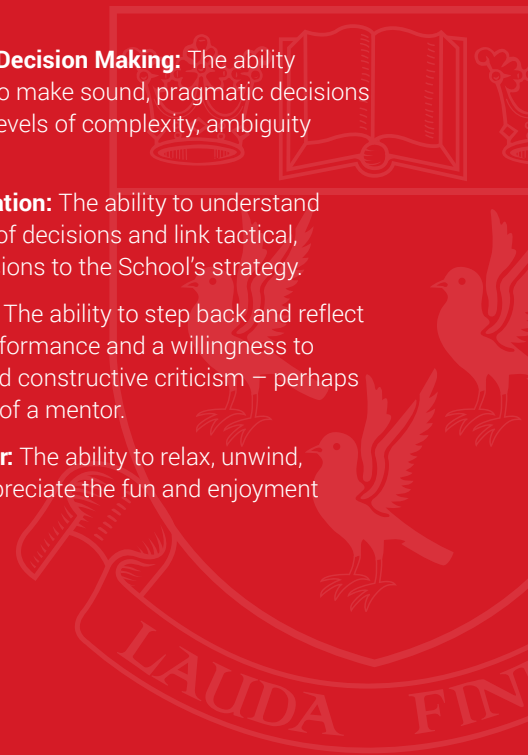 Decision Making: The ability
o make sound, pragmatic decisions
evels of complexity, ambiguity
ation: The ability to understand
of decisions and link tactical,
sions to the School’s strategy.
The ability to step back and reflect
formance and a willingness to
d constructive criticism – perhaps
of a mentor.
r: The ability to relax, unwind,
preciate the fun and enjoyment
LAUDA FIN